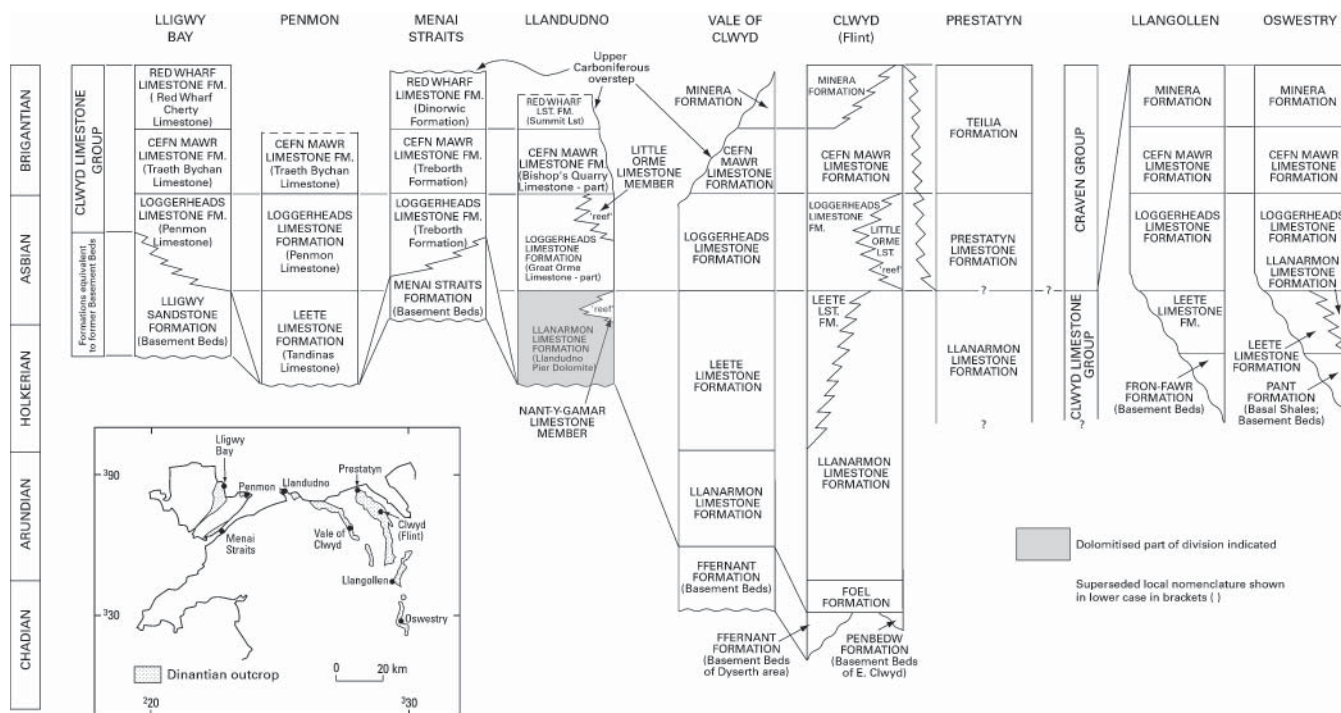 LLIGWY
BAY
PENMON
MENAI
STRAITS
LLANDUDNO
VALE OF
CLWYD
CLWYD
(Flint)
PRESTATYN
LLANGOLLEN
OSWESTRY
BRIGANTIAN
ASBIAN
HOLKERIAN
ARUNDIAN
CHADIAN
CLWYD LIMESTONE
GROUP
Formations equivalent
to former Basement Beds
RED WHARF
LIMESTONE FM.
( Red Wharf
Cherty
Limestone)
CEFN MAWR
LIMESTONE FM.
(Traeth Bychan
Limestone)
LOGGERHEADS
LIMESTONE FM.
(Penmon
Limestone)
LLIGWY
SANDSTONE
FORMATION
(Basement Beds)
CEFN MAWR
LIMESTONE FM.
(Traeth Bychan
Limestone)
LOGGERHEADS
LIMESTONE
FORMATION
(Penmon
Limestone)
LEETE
LIMESTONE
FORMATION
(Tandinas
Limestone)
RED WHARF
LIMESTONE FM.
(Dinorwic
Formation)
CEFN MAWR
LIMESTONE FM.
(Treborth
Formation)
LOGGERHEADS
LIMESTONE FM.
(Treborth
Formation)
MENAI STRAITS
FORMATION
(Basement Beds)
Upper
Carboniferous
overstep
RED WHARF
LST. FM.
(Summit Lst)
CEFN MAWR
LIMESTONE FM.
(Bishop's Quarry
Limestone - part)
LITTLE
ORME
LIMESTONE
MEMBER
'reef'
LOGGERHEADS
LIMESTONE
FORMATION
(Great Orme
Limestone - part)
'reef'
LLANARMON
LIMESTONE
FORMATION
(Llandudno
Pier Dolomite)
NANT-Y-GAMAR
LIMESTONE
MEMBER
MINERA
FORMATION
CEFN
MAWR
LIMESTONE
FORMATION
LOGGERHEADS
LIMESTONE
FORMATION
LEETE
LIMESTONE
FORMATION
LLANARMON
LIMESTONE
FORMATION
FFERNANT
FORMATION
(Basement Beds)
MINERA
FORMATION
CEFN MAWR
LIMESTONE
FORMATION
LOGGERHEADS
LIMESTONE
FM.
LITTLE
ORME
LST.
'reef'
LEETE
LST.
FM.
LLANARMON
LIMESTONE
FORMATION
FOEL
FORMATION
FFERNANT
FORMATION
(Basement Beds
of Dyserth area)
PENBEDW
FORMATION
(Basement Beds
of E. Clwyd)
TEILIA
FORMATION
PRESTATYN
LIMESTONE
FORMATION
? ?
LLANARMON
LIMESTONE
FORMATION
? ?
CRAVEN GROUP
CLWYD LIMESTONE
GROUP
MINERA
FORMATION
CEFN MAWR
LIMESTONE
FORMATION
LOGGERHEADS
LIMESTONE
FORMATION
LEETE
LIMESTONE
FM.
FRON-FAWR
FORMATION
(Basement Beds)
MINERA
FORMATION
CEFN MAWR
LIMESTONE
FORMATION
LOGGERHEADS
LIMESTONE
FORMATION
LLANARMON
LIMESTONE
FORMATION
LEETE
LIMESTONE
FORMATION
PANT
FORMATION
(Basal Shales;
Basement Beds)
Dolomitised part of division indicated
Superseded local nomenclature shown
in lower case in brackets ( )
Lligwy
Bay
Penmon
Llandudno
Prestatyn
Menai
Straits
Vale of
Clwyd
Clwyd
(Flint)
Llangollen
Oswestry
³90
³30
²20
³30
Dinantian outcrop
0 20 km